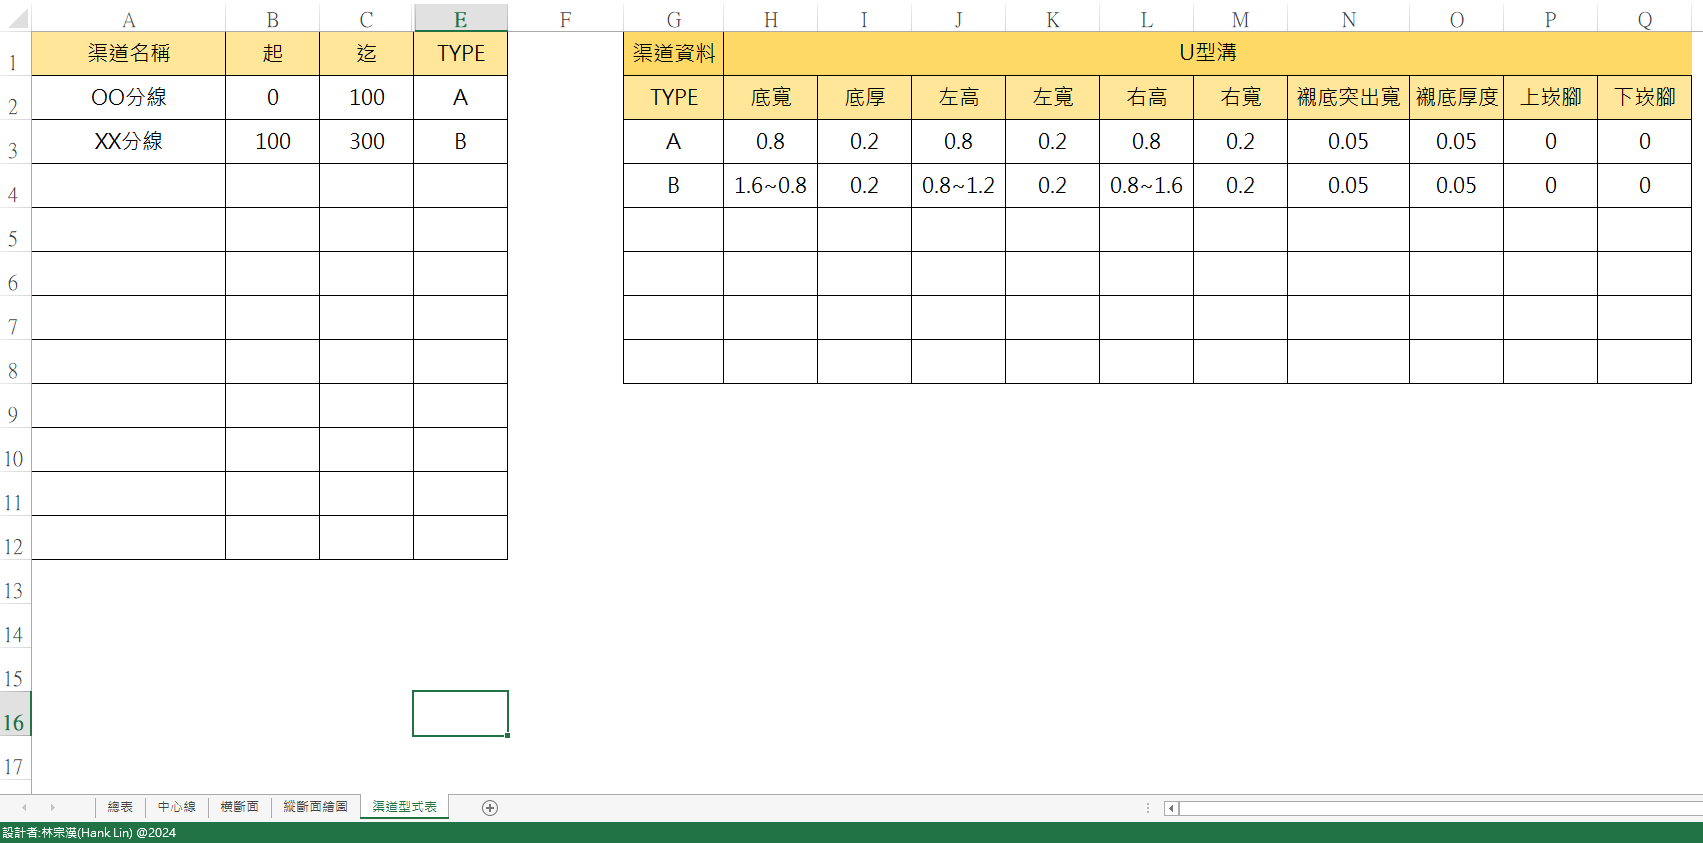 A B C E F G H I J K L M N O P Q
1 渠道名稱 起 迄 TYPE 渠道資料 U型溝
2 OO分線 0 100 A TYPE 底寬 底厚 左高 左寬 右高 右寬 襯底突出寬 襯底厚度 上崁腳 下崁腳
3 XX分線 100 300 B A 0.8 0.2 0.8 0.2 0.8 0.2 0.05 0.05 0 0
4 B 1.6~0.8 0.2 0.8~1.2 0.2 0.8~1.6 0.2 0.05 0.05 0 0
5
6
7
8
9
10
11
12
13
14
15
16
17
總表 中心線 橫斷面 縱斷面繪圖 渠道型式表
設計者:林宗漢(Hank Lin) @2024